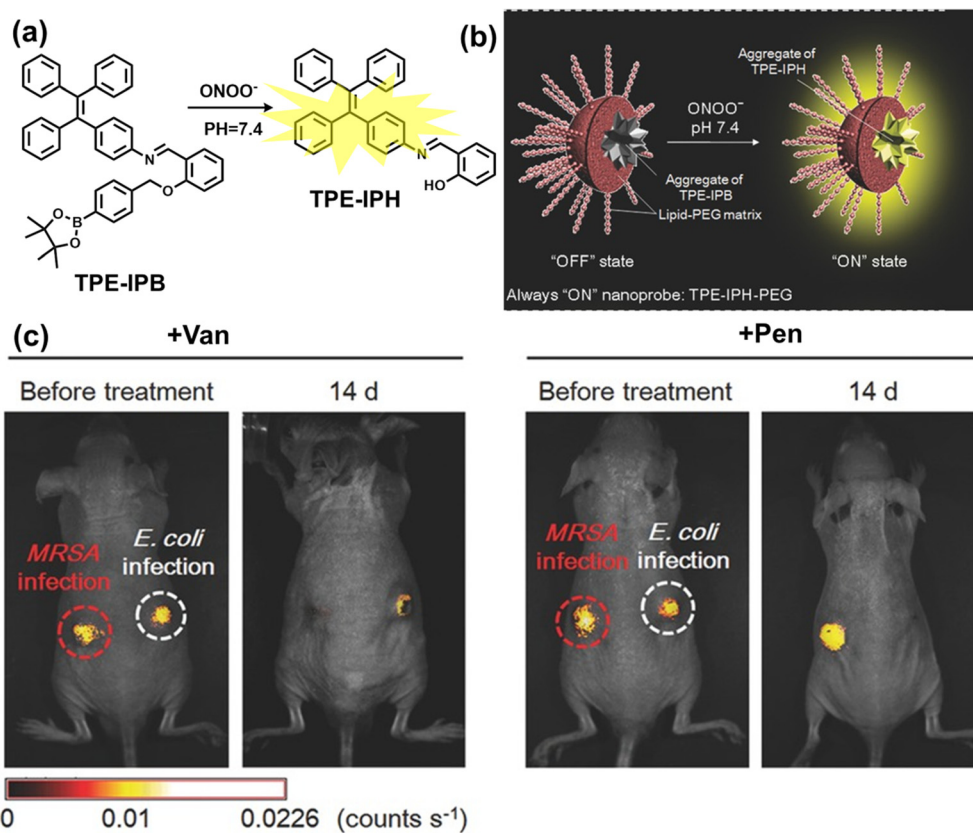 (a)
ONOO⁻
PH=7.4
N
O
O
B
O
TPE-IPB
N
HO
TPE-IPH
(b)
Aggregate of
TPE-IPH
ONOO⁻
pH 7.4
Aggregate of
TPE-IPB
Lipid-PEG matrix
“OFF” state
“ON” state
Always “ON” nanoprobe: TPE-IPH-PEG
(c)
+Van
+Pen
Before treatment
14 d
Before treatment
14 d
MRSA
infection
E. coli
infection
MRSA
infection
E. coli
infection
0
0.01
0.0226
(counts s⁻¹)